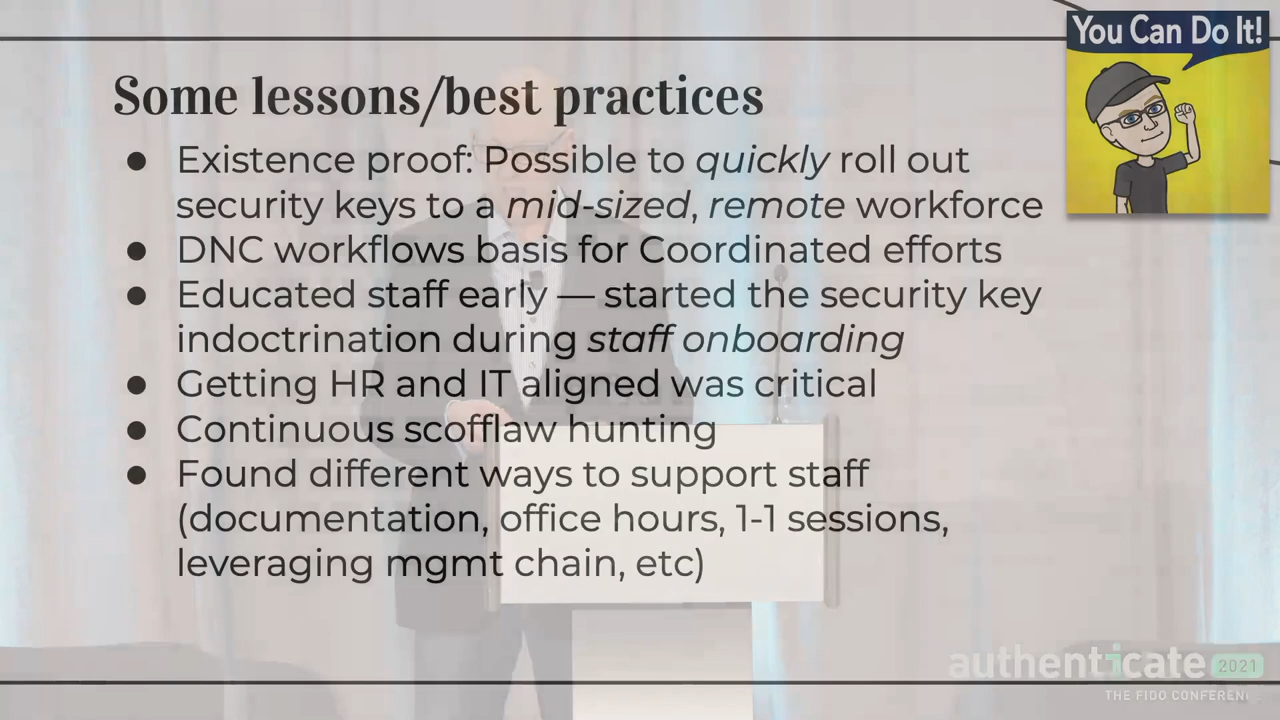 You Can Do It!
Some lessons/best practices
● Existence proof: Possible to quickly roll out
security keys to a mid-sized, remote workforce
● DNC workflows basis for Coordinated efforts
● Educated staff early — started the security key
indoctrination during staff onboarding
● Getting HR and IT aligned was critical
● Continuous scofflaw hunting
● Found different ways to support staff
(documentation, office hours, 1-1 sessions,
leveraging mgmt chain, etc)
authenticate 2021
THE FIDO